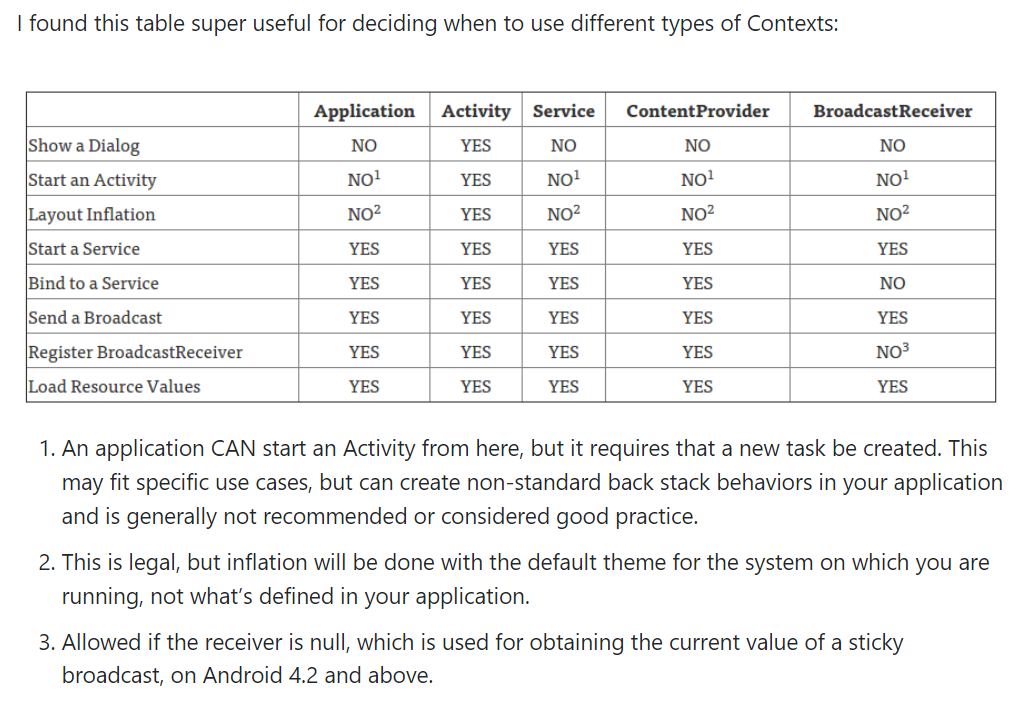 I found this table super useful for deciding when to use different types of Contexts:
Application Activity Service ContentProvider BroadcastReceiver
Show a Dialog NO YES NO NO NO
Start an Activity NO¹ YES NO¹ NO¹ NO¹
Layout Inflation NO² YES NO² NO² NO²
Start a Service YES YES YES YES YES
Bind to a Service YES YES YES YES NO
Send a Broadcast YES YES YES YES YES
Register BroadcastReceiver YES YES YES YES NO³
Load Resource Values YES YES YES YES YES
1. An application CAN start an Activity from here, but it requires that a new task be created. This
may fit specific use cases, but can create non-standard back stack behaviors in your application
and is generally not recommended or considered good practice.
2. This is legal, but inflation will be done with the default theme for the system on which you are
running, not what’s defined in your application.
3. Allowed if the receiver is null, which is used for obtaining the current value of a sticky
broadcast, on Android 4.2 and above.